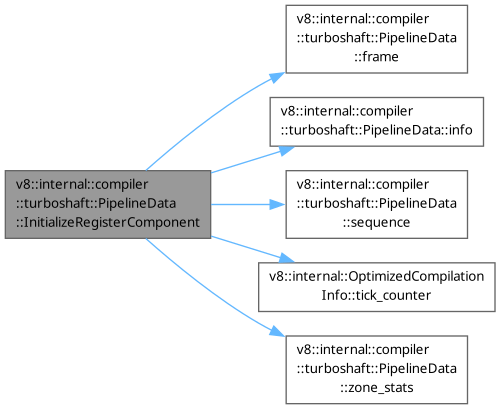 v8::internal::compiler
::turboshaft::PipelineData
::frame
v8::internal::compiler
::turboshaft::PipelineData::info
v8::internal::compiler
::turboshaft::PipelineData
::InitializeRegisterComponent
v8::internal::compiler
::turboshaft::PipelineData
::sequence
v8::internal::OptimizedCompilation
Info::tick_counter
v8::internal::compiler
::turboshaft::PipelineData
::zone_stats